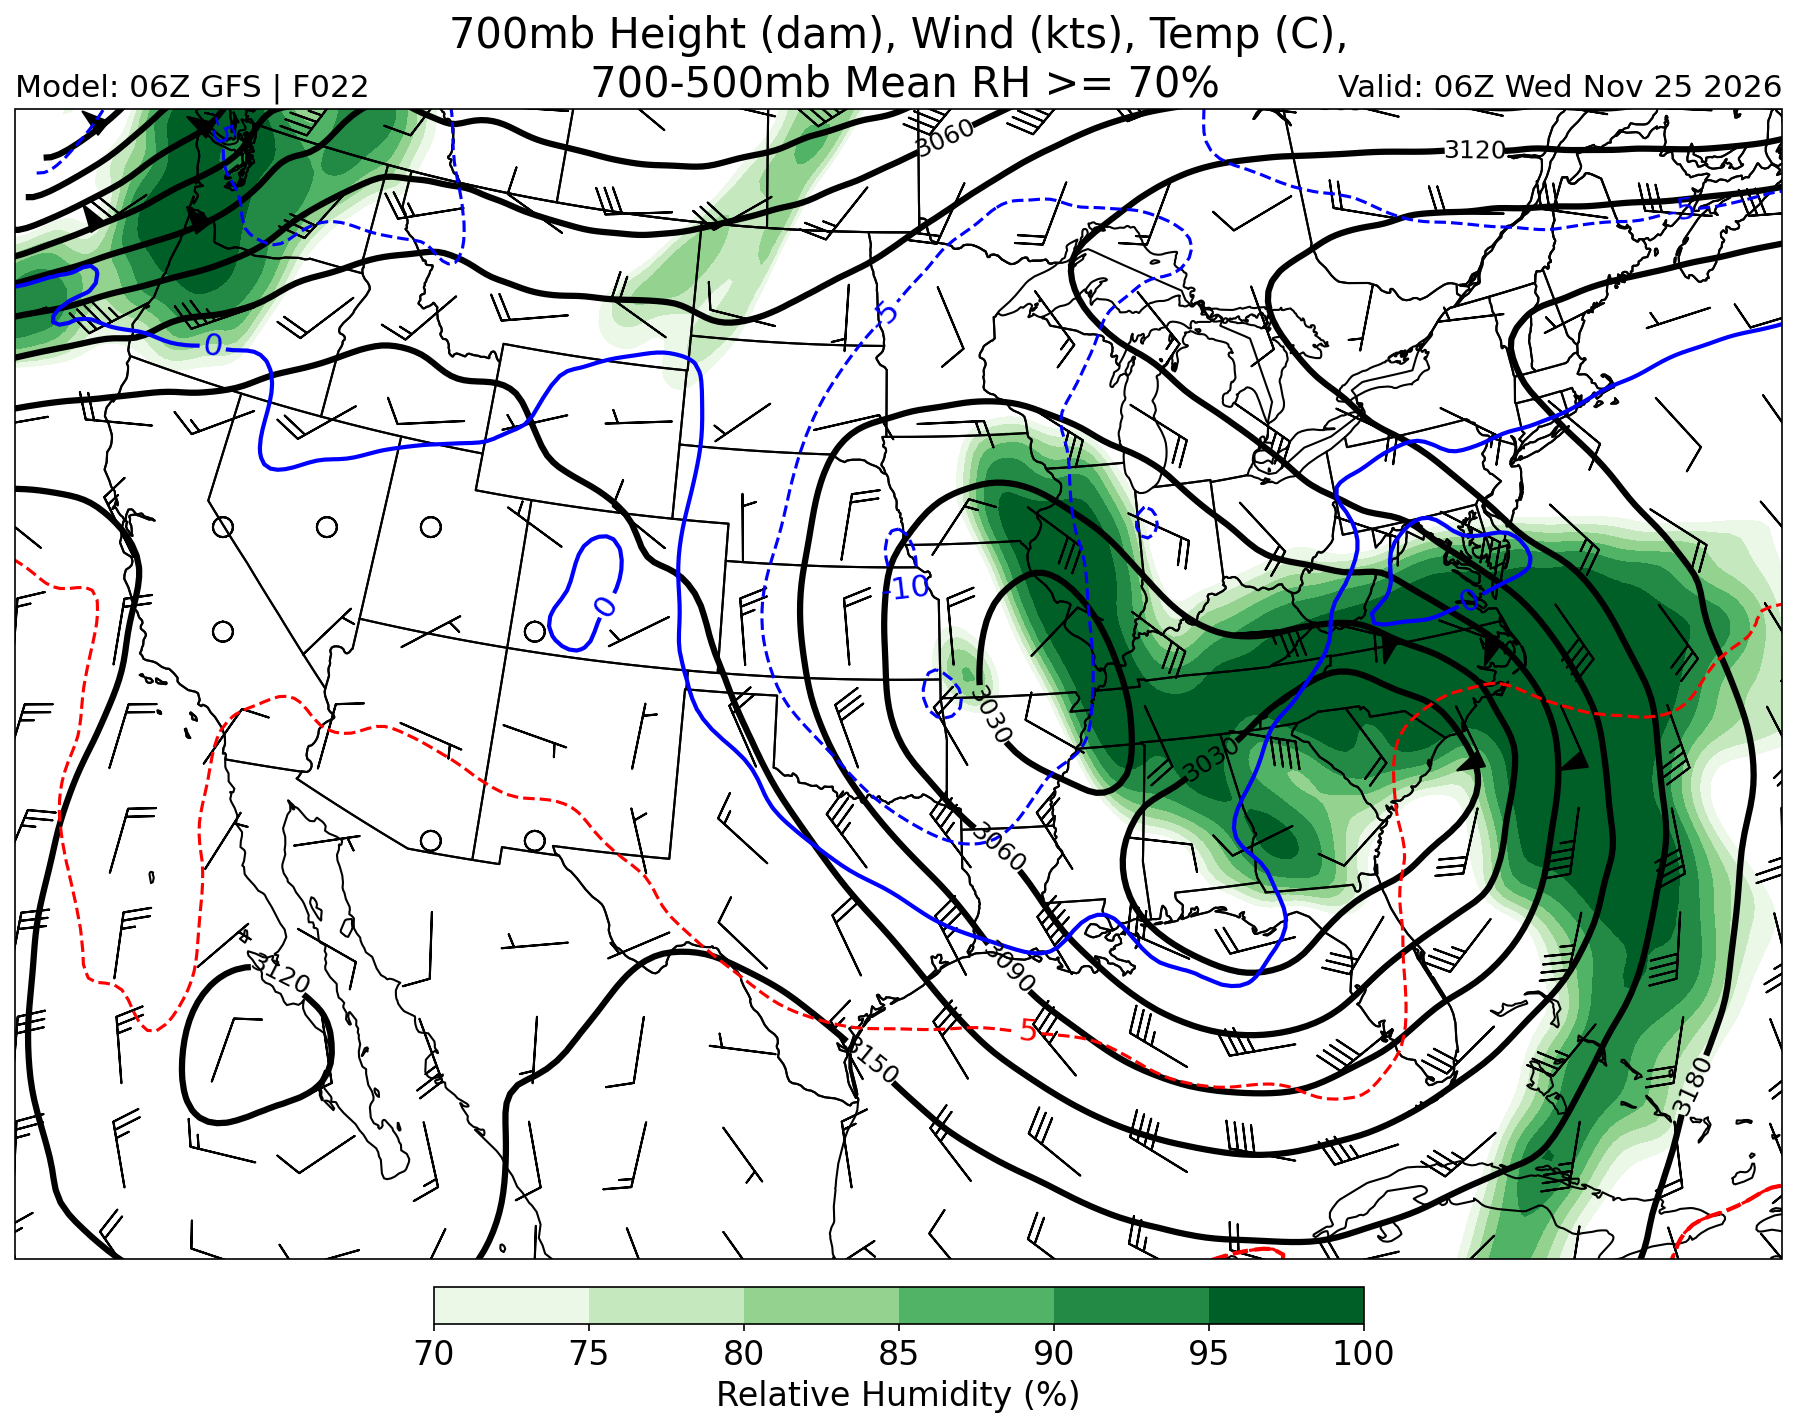 700mb Height (dam), Wind (kts), Temp (C),
700-500mb Mean RH >= 70%
Model: 06Z GFS | F022
Valid: 06Z Wed Nov 25 2026
3060
3120
-5
-5
-5
0
-10
0
0
3030
3030
3060
3090
3120
5
3150
3180
70 75 80 85 90 95 100
Relative Humidity (%)